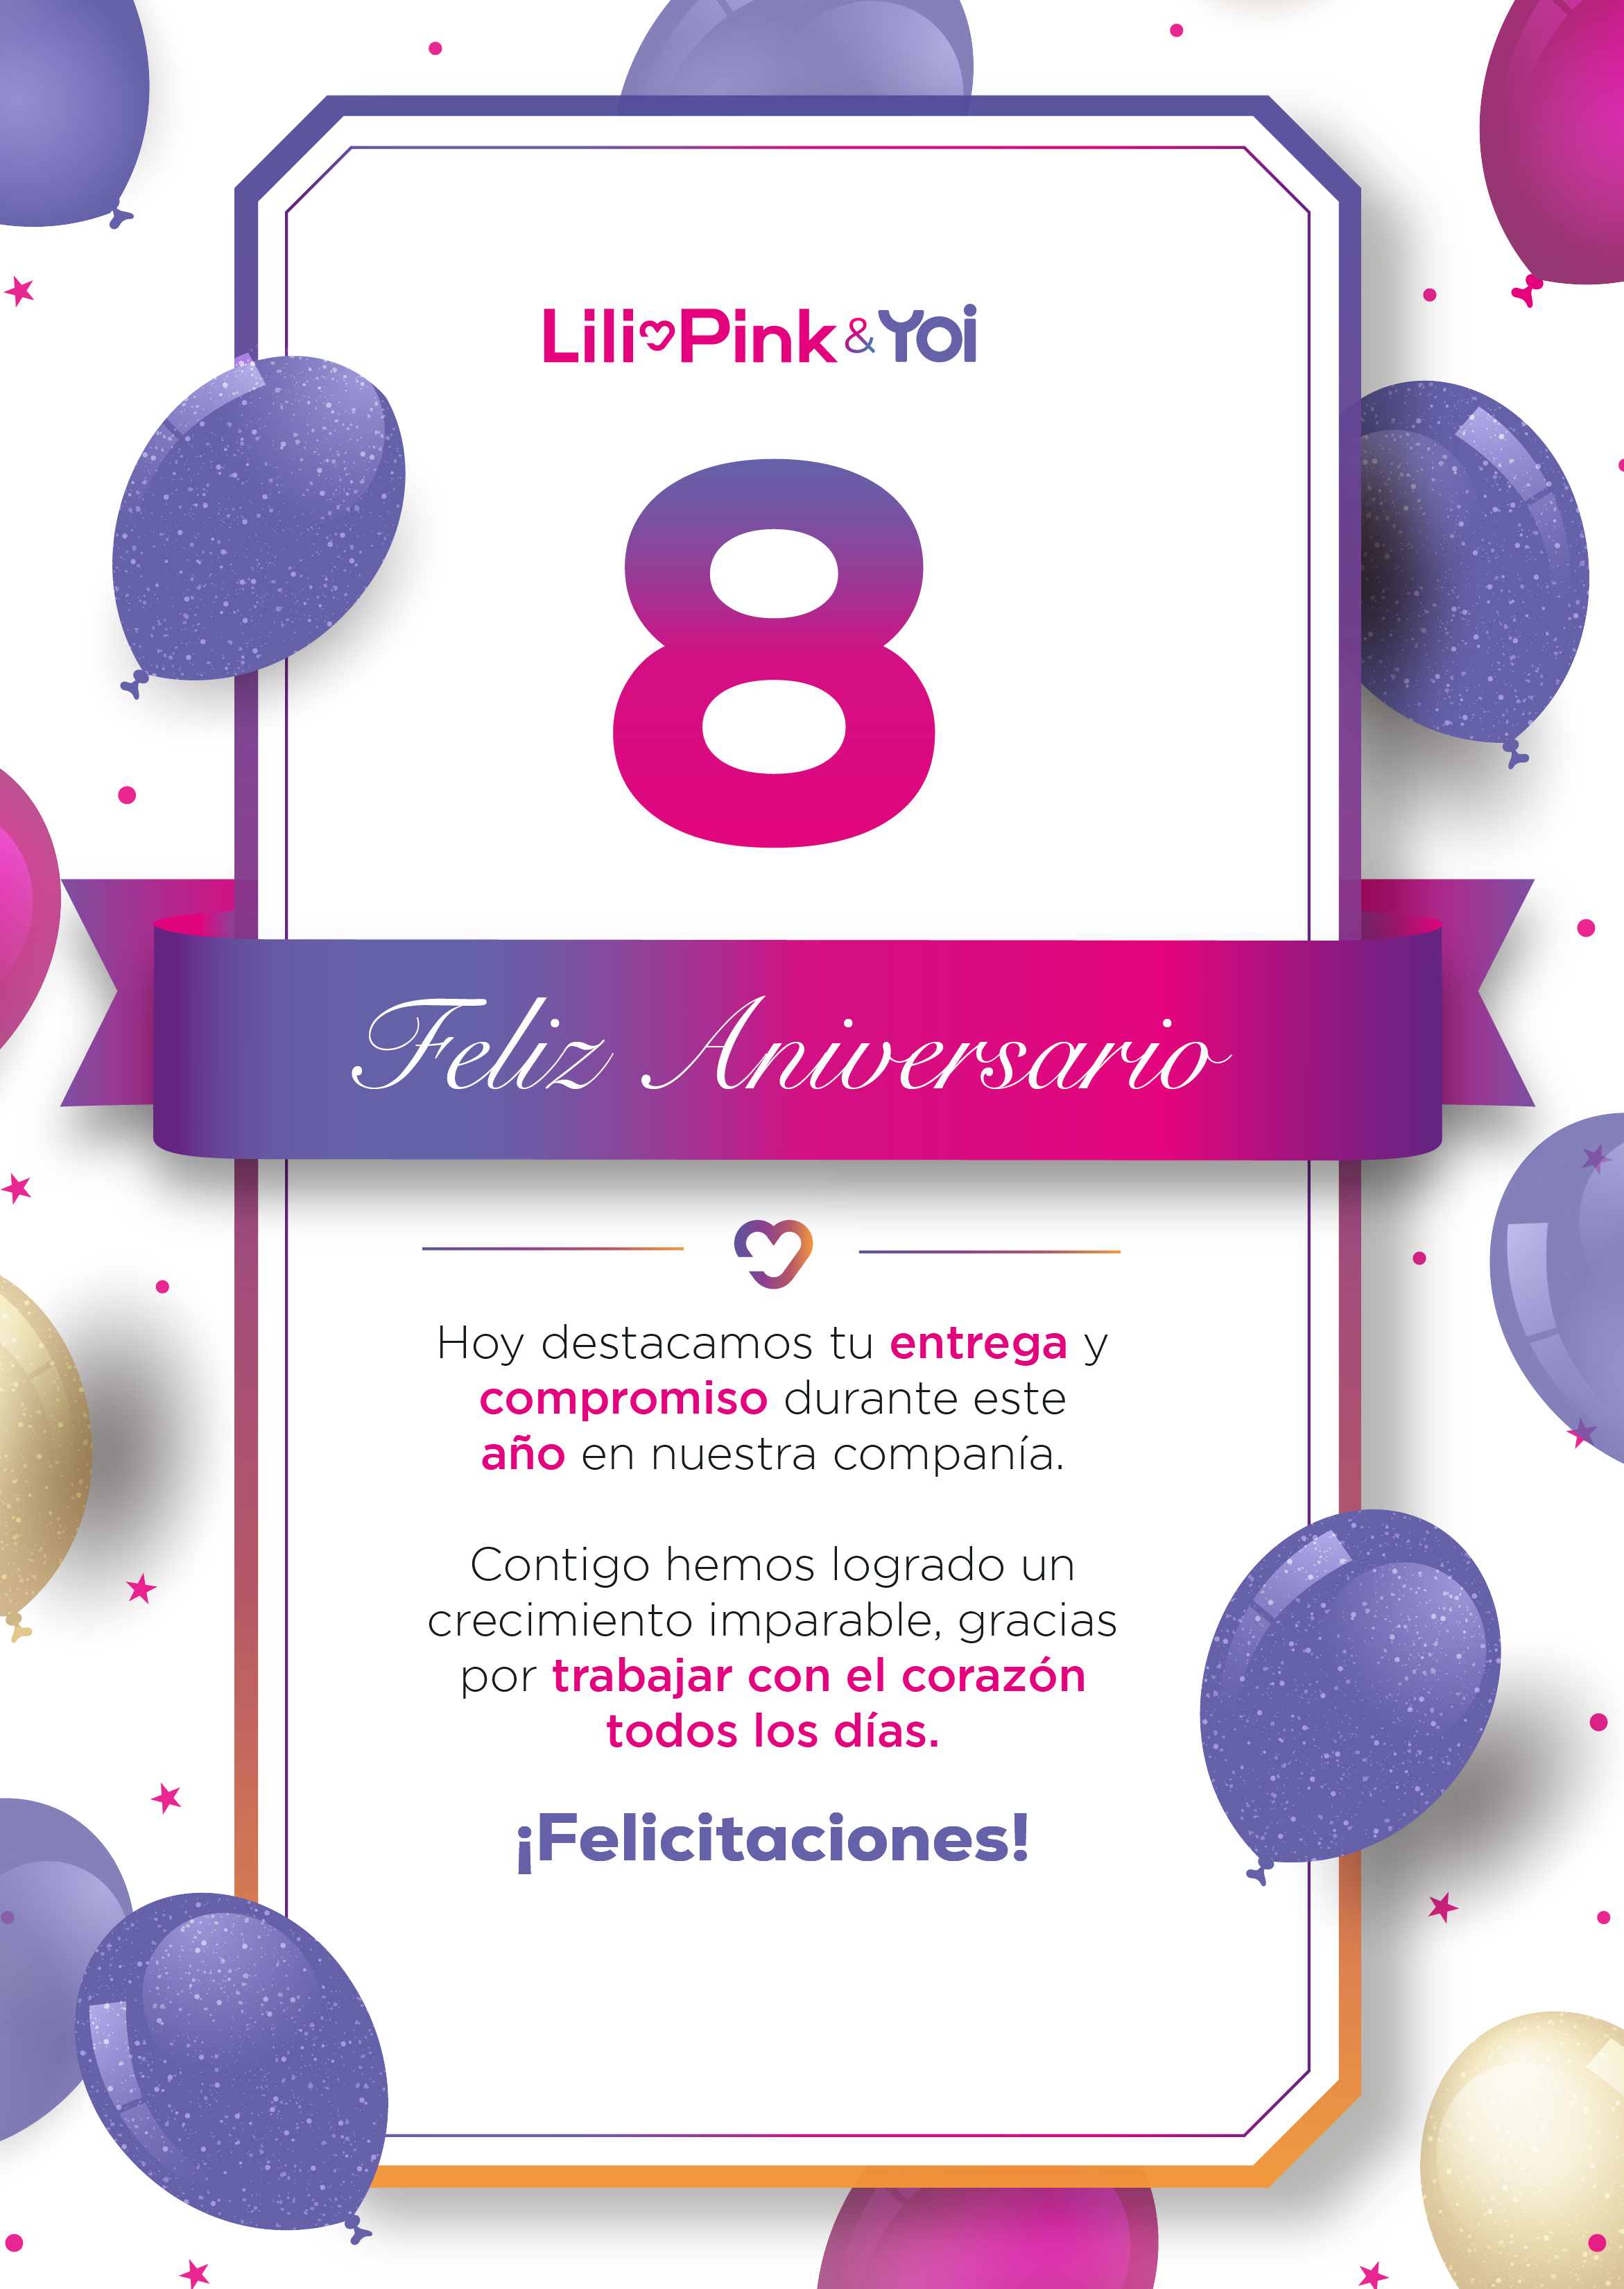 Lili Pink & Yoi
8
Feliz Aniversario
Hoy destacamos tu entrega y
compromiso durante este
año en nuestra companía.
Contigo hemos logrado un
crecimiento imparable, gracias
por trabajar con el corazón
todos los días.
¡Felicitaciones!